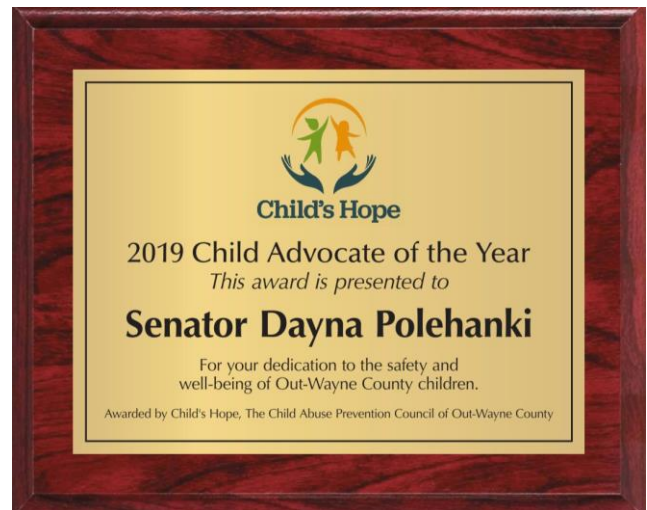 Child's Hope
2019 Child Advocate of the Year
This award is presented to
Senator Dayna Polehanki
For your dedication to the safety and
well-being of Out-Wayne County children.
Awarded by Child's Hope, The Child Abuse Prevention Council of Out-Wayne County